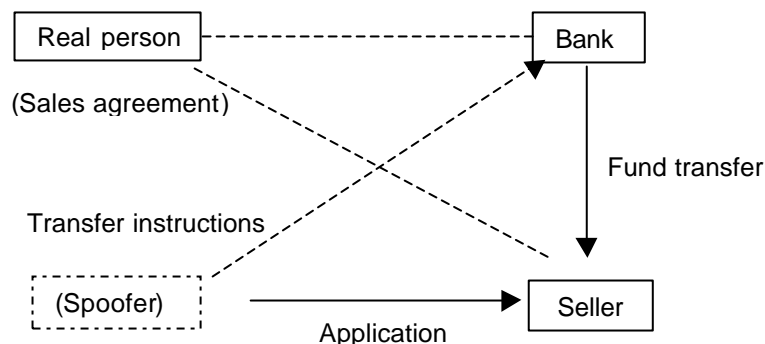 Real person
Bank
(Sales agreement)
Fund transfer
Transfer instructions
(Spoofer)
Seller
Application